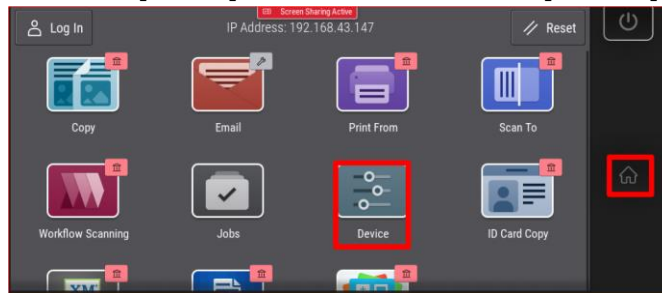 Screen Sharing Active
Log In
IP Address: 192.168.43.147
Reset
Copy
Email
Print From
Scan To
Workflow Scanning
Jobs
Device
ID Card Copy